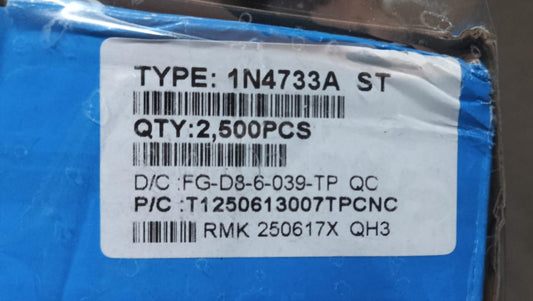 TYPE: 1N4733A ST
QTY:2,500PCS
D/C :FG-D8-6-039-TP QC
P/C :T1250613007TPCNC
RMK 250617X QH3